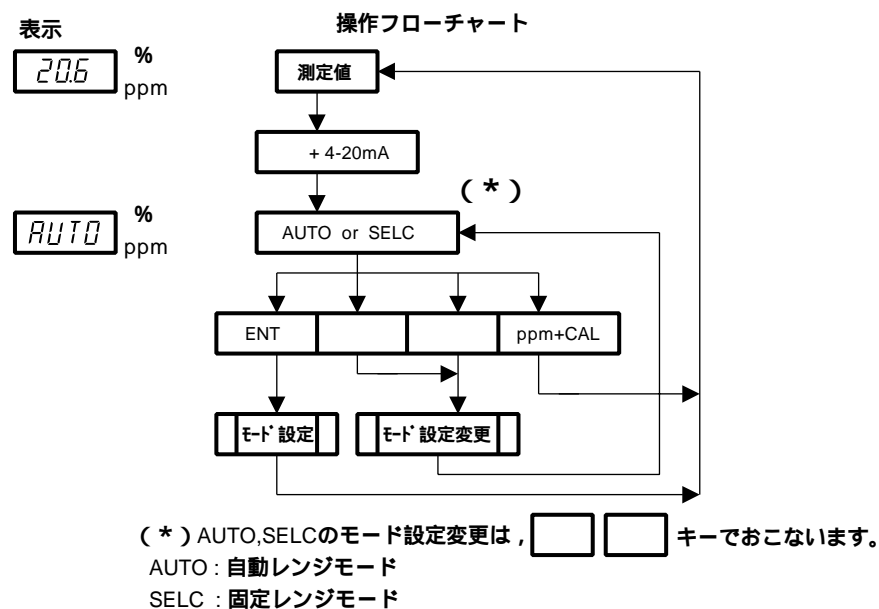 操作フローチャート
表示
20.6
%
ppm
測定値
+ 4-20mA
(*)
AUTO
%
ppm
AUTO or SELC
ENT
ppm+CAL
ﾓｰﾄﾞ設定
ﾓｰﾄﾞ設定変更
(*)AUTO,SELCのモード設定変更は, キーでおこないます。
AUTO : 自動レンジモード
SELC : 固定レンジモード